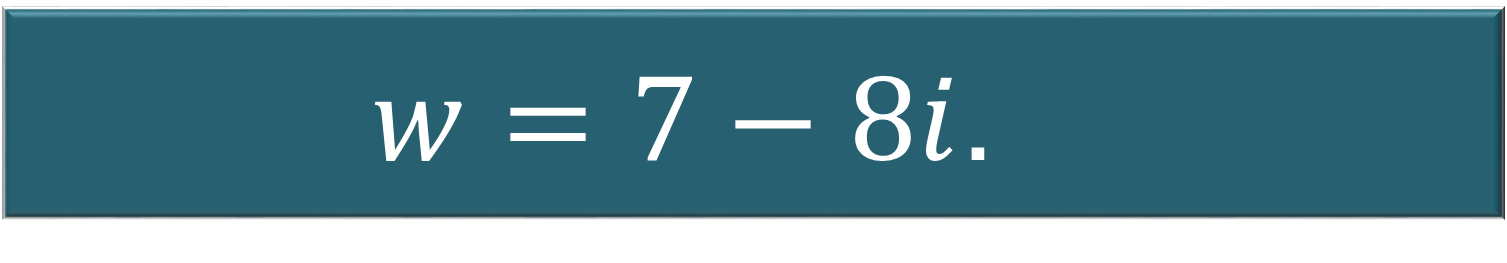 w = 7 − 8i.